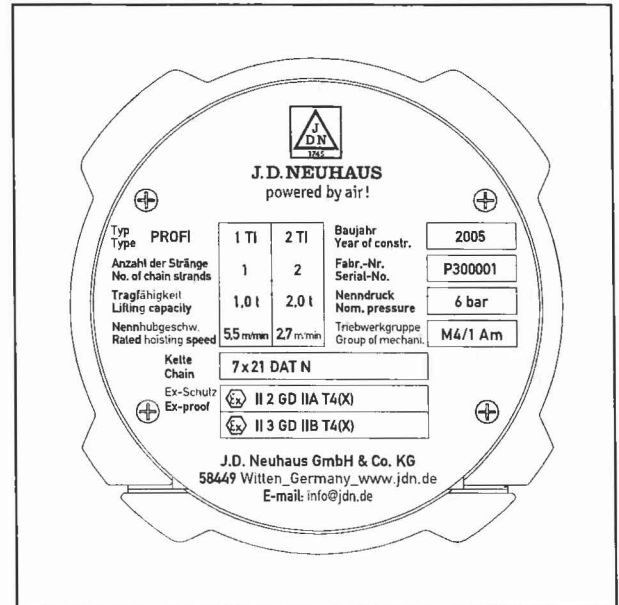 J
DN
1745
J.D.NEUHAUS
powered by air!
Typ
Type PROFI 1 TI 2 TI
Baujahr
Year of constr. 2005
Anzahl der Stränge
No. of chain strands 1 2
Fabr.-Nr.
Serial-No. P300001
Tragfähigkeit
Lifting capacity 1,0 t 2,0 t
Nenndruck
Nom. pressure 6 bar
Nennhubgeschw.
Rated hoisting speed 5,5 m/min 2,7 m/min
Triebwerkgruppe
Group of mechani. M4/1 Am
Kette
Chain 7x21 DAT N
Ex-Schutz
Ex-proof Ex II 2 GD IIA T4(X)
Ex II 3 GD IIB T4(X)
J.D. Neuhaus GmbH & Co. KG
58449 Witten_Germany_www.jdn.de
E-mail: info@jdn.de